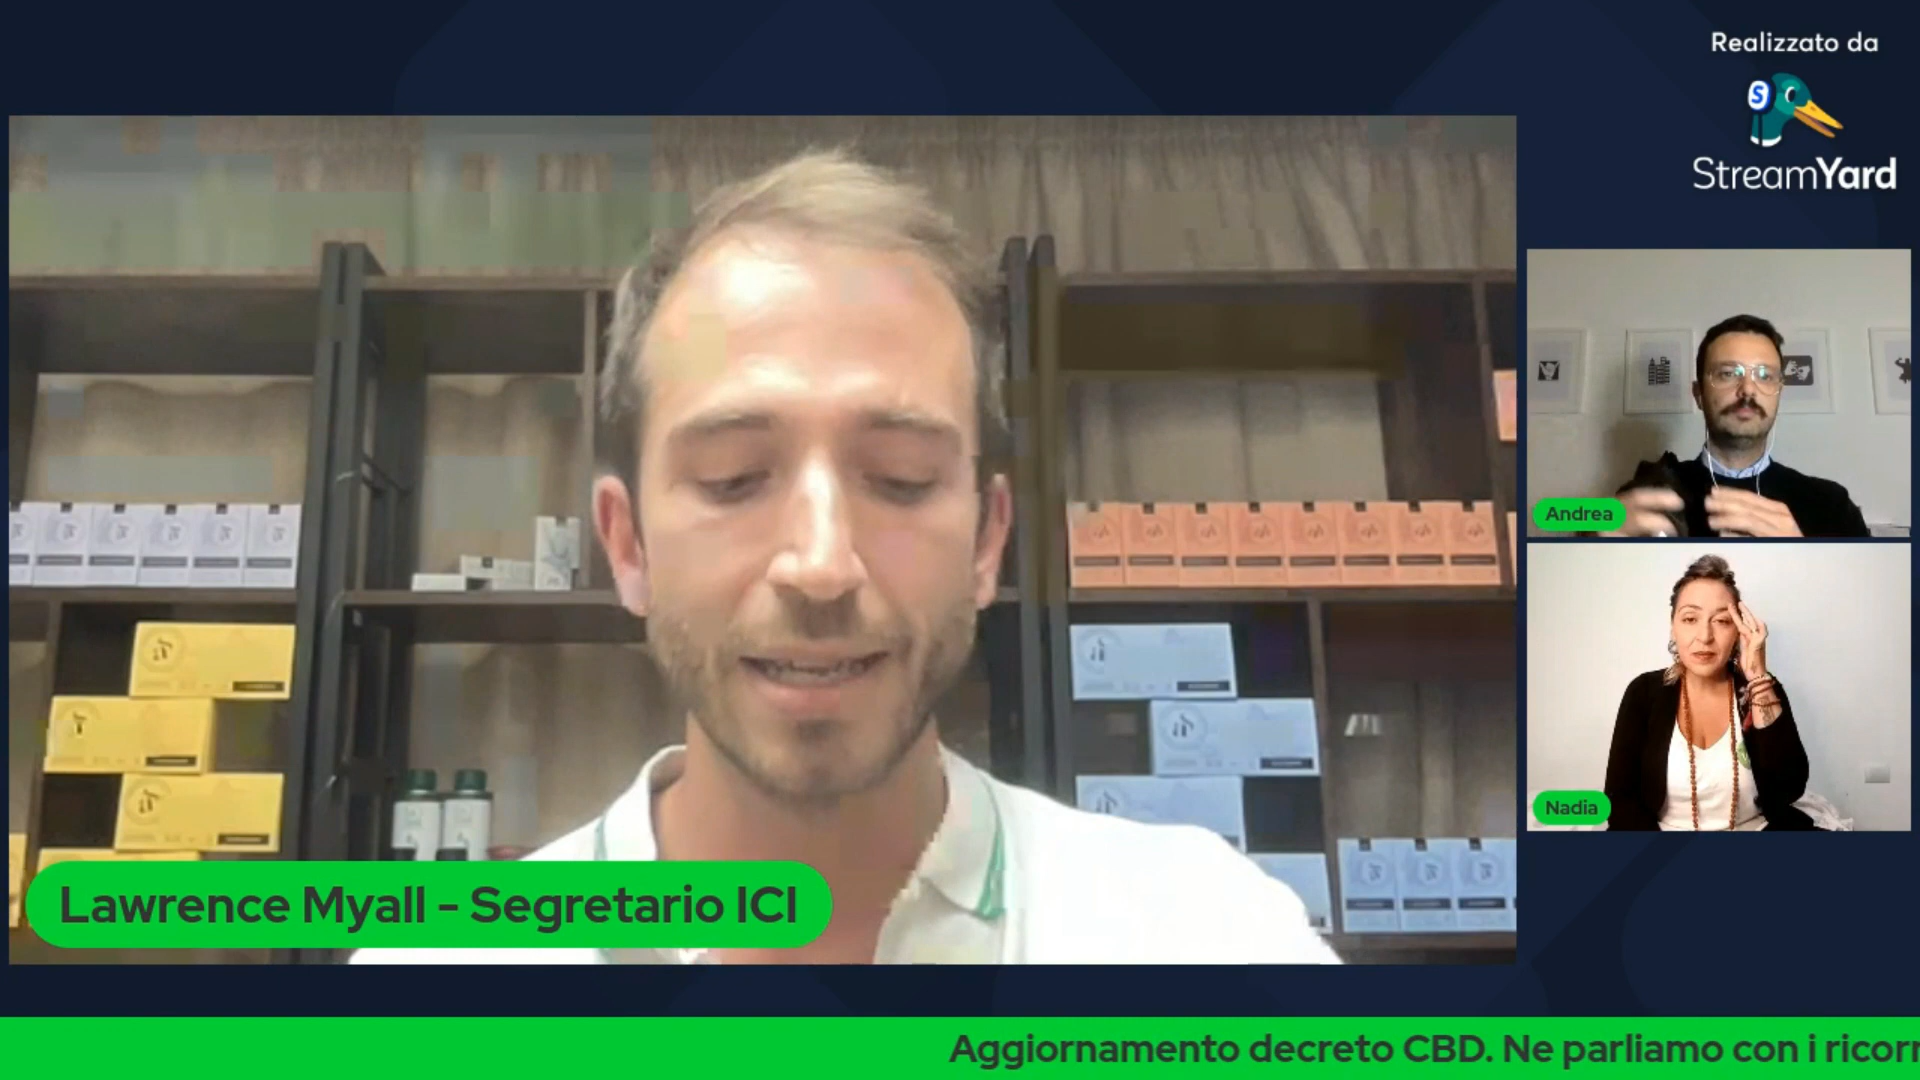 Realizzato da
StreamYard
Andrea
Nadia
Lawrence Myall - Segretario ICI
Aggiornamento decreto CBD. Ne parliamo con i